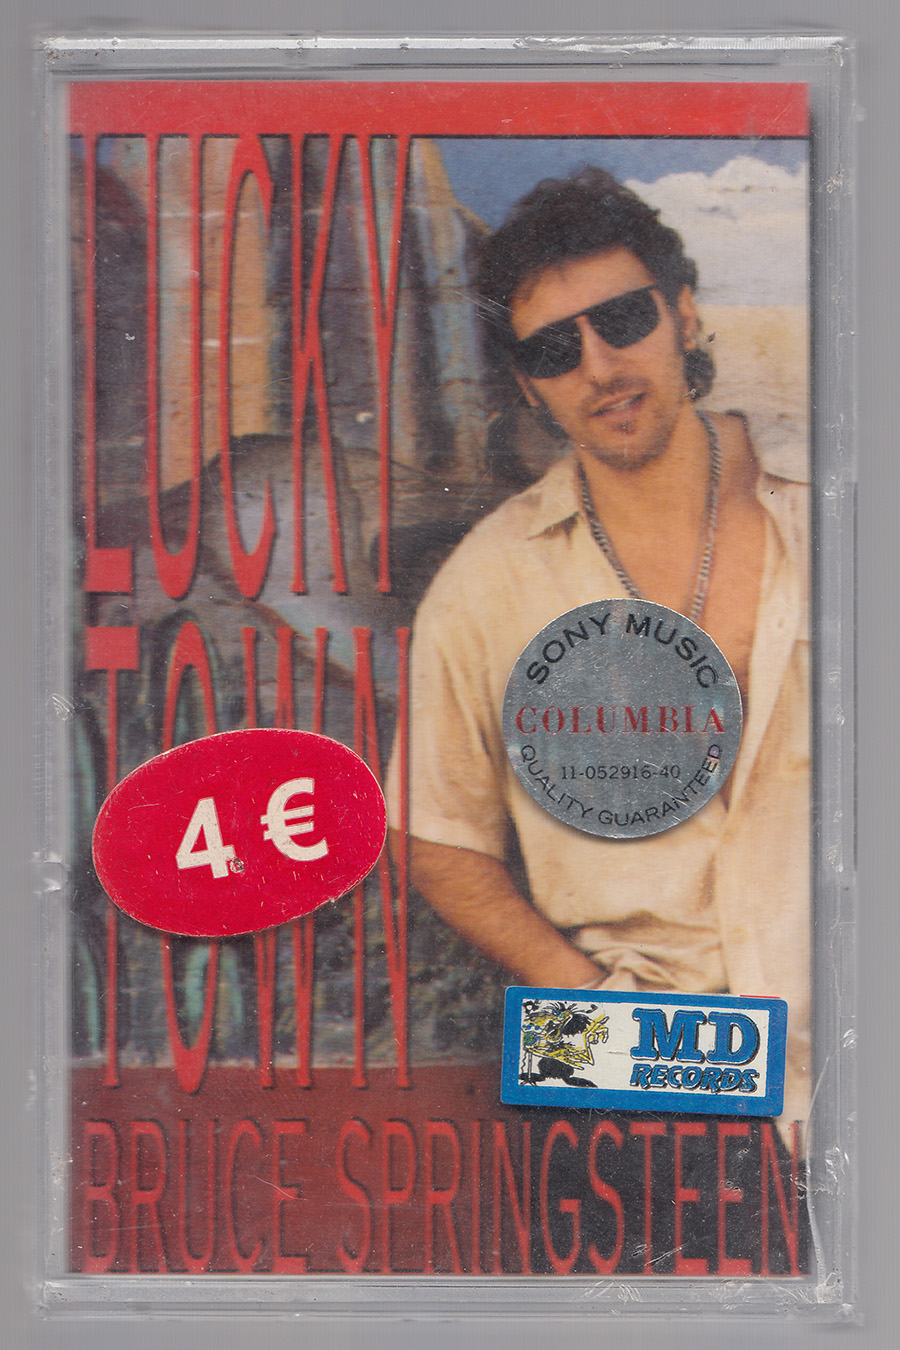 LUCKY
TOWN
4 €
SONY MUSIC
COLUMBIA
11-052916-40
QUALITY GUARANTEED
MD
RECORDS
BRUCE SPRINGSTEEN